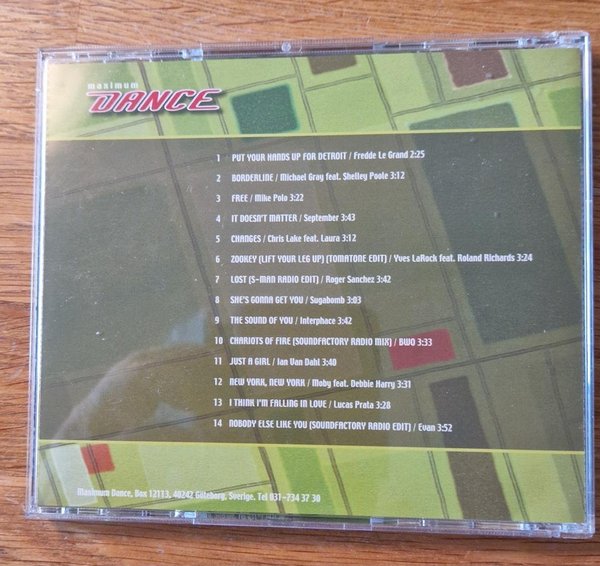 maximum
DANCE
1 PUT YOUR HANDS UP FOR DETROIT / Fredde Le Grand 2:25
2 BORDERLINE / Michael Gray feat. Shelley Poole 3:12
3 FREE / Mike Polo 3:22
4 IT DOESN'T MATTER / September 3:43
5 CHANGES / Chris Lake feat. Laura 3:12
6 ZOOKEY (LIFT YOUR LEG UP) (TOMATONE EDIT) / Yves LaRock feat. Roland Richards 3:24
7 LOST (S-MAN RADIO EDIT) / Roger Sanchez 3:42
8 SHE'S GONNA GET YOU / Sugabomb 3:03
9 THE SOUND OF YOU / Interphace 3:42
10 CHARIOTS OF FIRE (SOUNDFACTORY RADIO MIX) / BWO 3:33
11 JUST A GIRL / Ian Van Dahl 3:40
12 NEW YORK, NEW YORK / Moby feat. Debbie Harry 3:31
13 I THINK I'M FALLING IN LOVE / Lucas Prata 3:28
14 NOBODY ELSE LIKE YOU (SOUNDFACTORY RADIO EDIT) / Evan 3:52
Maximum Dance, Box 12113, 40242 Göteborg, Sverige. Tel 031-734 37 30